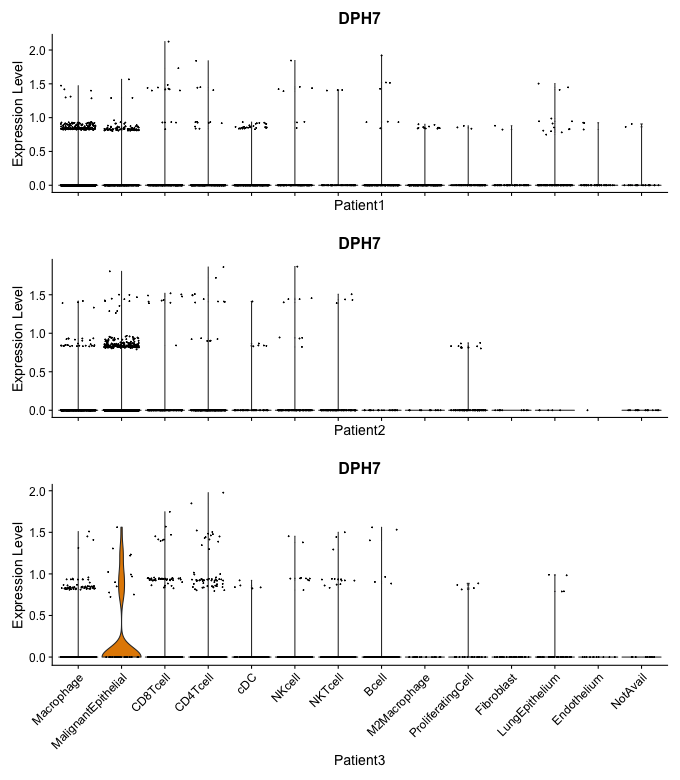 DPH7
Expression Level
2.0
1.5
1.0
0.5
0.0
Patient1
DPH7
Expression Level
1.5
1.0
0.5
0.0
Patient2
DPH7
Expression Level
2.0
1.5
1.0
0.5
0.0
Macrophage
MalignantEpithelial
CD8Tcell
CD4Tcell
cDC
NKcell
NKTcell
Bcell
M2Macrophage
ProliferatingCell
Fibroblast
LungEpithelium
Endothelium
NotAvail
Patient3